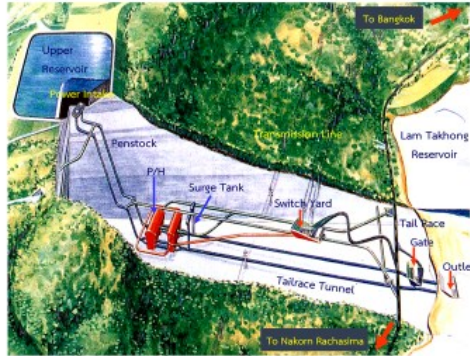 To Bangkok
Upper
Reservoir
Power Intake
Transmission Line
Lam Takhong
Reservoir
Penstock
P/H
Surge Tank
Switch Yard
Tail Race
Gate
Outlet
Tailrace Tunnel
To Nakorn Rachasima